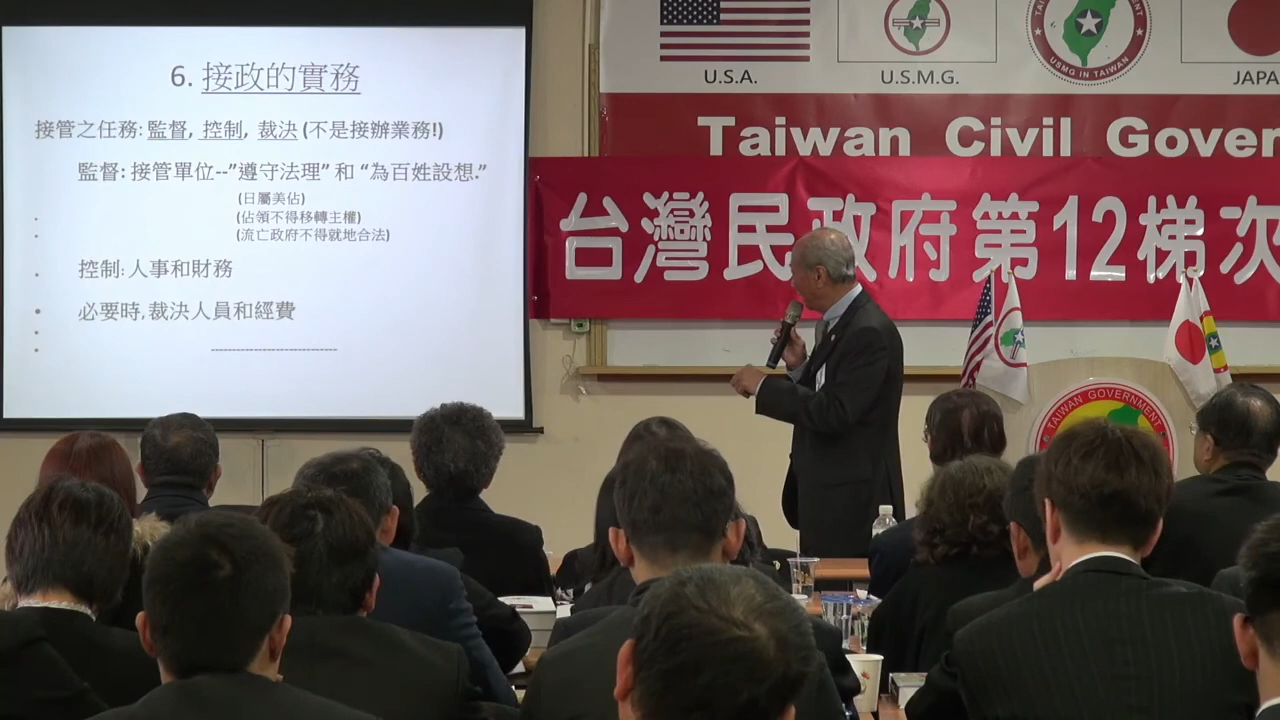 6. 接政的實務
接管之任務: 監督, 控制, 裁決 (不是接辦業務!)
監督: 接管單位--"遵守法理" 和 "為百姓設想."
(日屬美佔)
(佔領不得移轉主權)
(流亡政府不得就地合法)
控制: 人事和財務
必要時, 裁決人員和經費
----------------------------
U.S.A.
U.S.M.G.
USMG IN TAIWAN
JAPA
Taiwan Civil Gover
台灣民政府第12梯次
TAIWAN GOVERNMENT